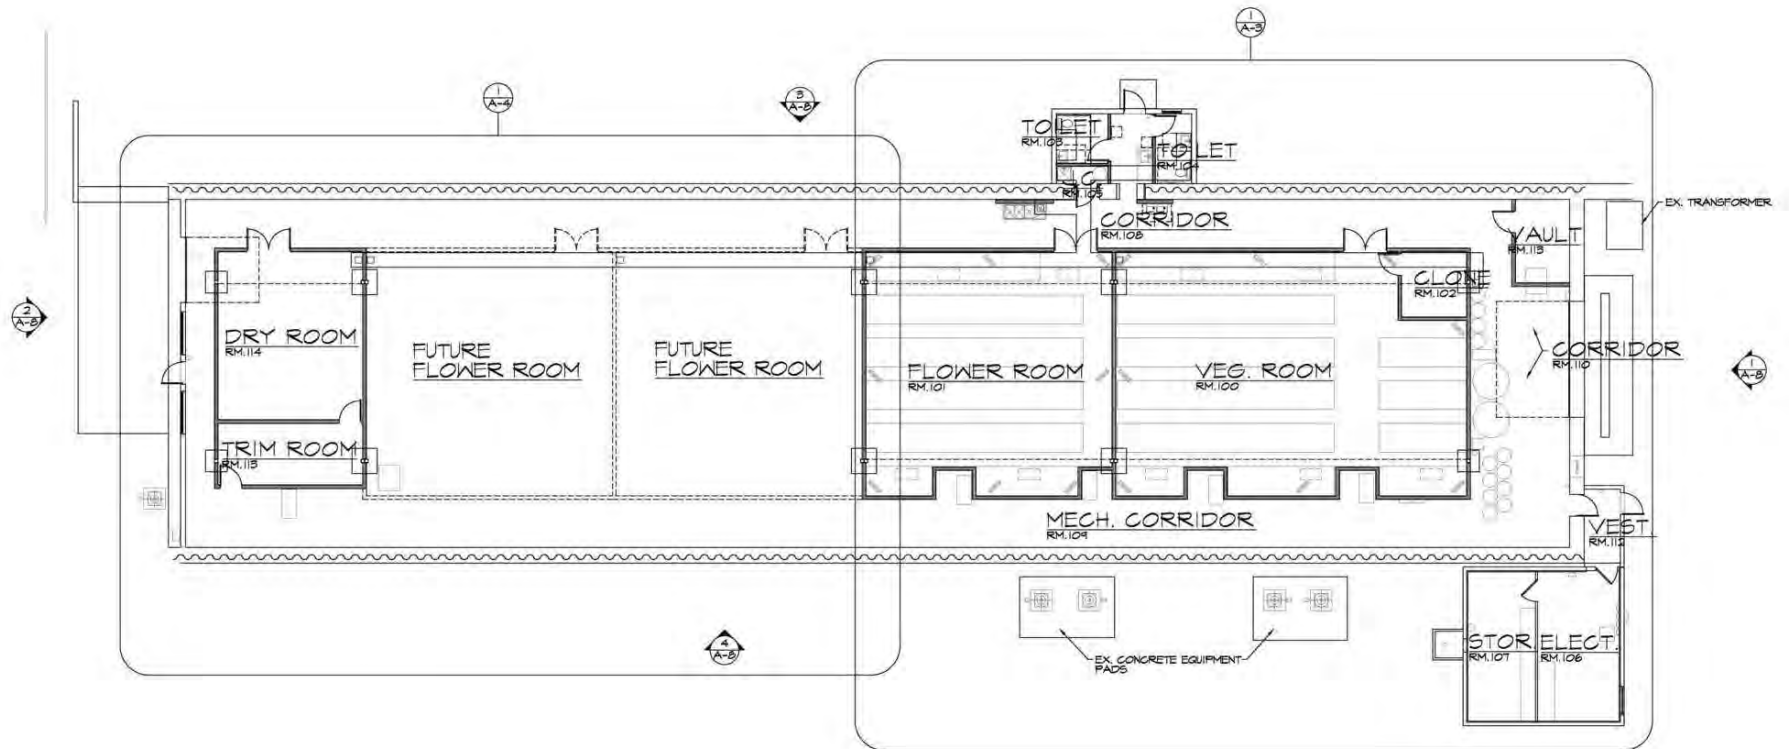 1
A-3
1
A-4
3
A-8
TOILET
RM.103
TOILET
RM.104
RM.105
EX. TRANSFORMER
CORRIDOR
RM.108
VAULT
RM.113
CLONE
RM.102
2
A-8
DRY ROOM
RM.114
FUTURE
FLOWER ROOM
FUTURE
FLOWER ROOM
FLOWER ROOM
RM.101
VEG. ROOM
RM.100
CORRIDOR
RM.110
1
A-8
TRIM ROOM
RM.113
MECH. CORRIDOR
RM.109
VEST
RM.112
4
A-8
EX. CONCRETE EQUIPMENT
PADS
STOR.
RM.107
ELECT.
RM.106